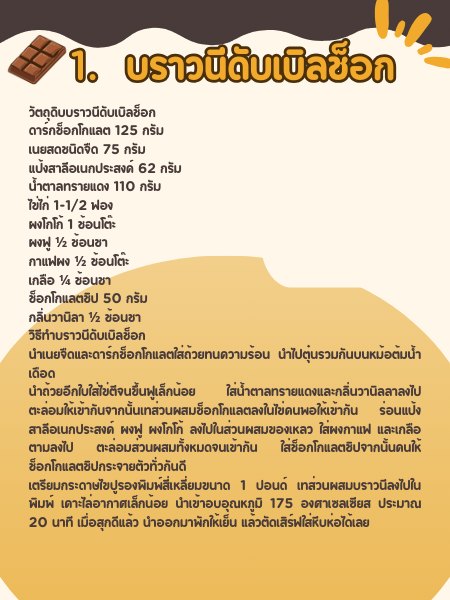 1. บราวนีดับเบิลช็อก
วัตถุดิบบราวนีดับเบิลช็อก
ดาร์กช็อกโกแลต 125 กรัม
เนยสดชนิดจืด 75 กรัม
แป้งสาลีอเนกประสงค์ 62 กรัม
น้ำตาลทรายแดง 110 กรัม
ไข่ไก่ 1-1/2 ฟอง
ผงโกโก้ 1 ช้อนโต๊ะ
ผงฟู ½ ช้อนชา
กาแฟผง ½ ช้อนโต๊ะ
เกลือ ¼ ช้อนชา
ช็อกโกแลตชิป 50 กรัม
กลิ่นวานิลา ½ ช้อนชา
วิธีทำบราวนีดับเบิลช็อก
นำเนยจืดและดาร์กช็อกโกแลตใส่ถ้วยทนความร้อน นำไปตุ๋นรวมกันบนหม้อต้มน้ำ
เดือด
นำถ้วยอีกใบใส่ไข่ตีจนขึ้นฟูเล็กน้อย ใส่น้ำตาลทรายแดงและกลิ่นวานิลลาลงไป
ตะล่อมให้เข้ากันจากนั้นเทส่วนผสมช็อกโกแลตลงในไข่คนพอให้เข้ากัน ร่อนแป้ง
สาลีอเนกประสงค์ ผงฟู ผงโกโก้ ลงไปในส่วนผสมของเหลว ใส่ผงกาแฟ และเกลือ
ตามลงไป ตะล่อมส่วนผสมทั้งหมดจนเข้ากัน ใส่ช็อกโกแลตชิปจากนั้นคนให้
ช็อกโกแลตชิปกระจายตัวทั่วกันดี
เตรียมกระดาษไขปูรองพิมพ์สี่เหลี่ยมขนาด 1 ปอนด์ เทส่วนผสมบราวนีลงไปใน
พิมพ์ เคาะไล่อากาศเล็กน้อย นำเข้าอบอุณหภูมิ 175 องศาเซลเซียส ประมาณ
20 นาที เมื่อสุกดีแล้ว นำออกมาพักให้เย็น แล้วตัดเสิร์ฟใส่หีบห่อได้เลย